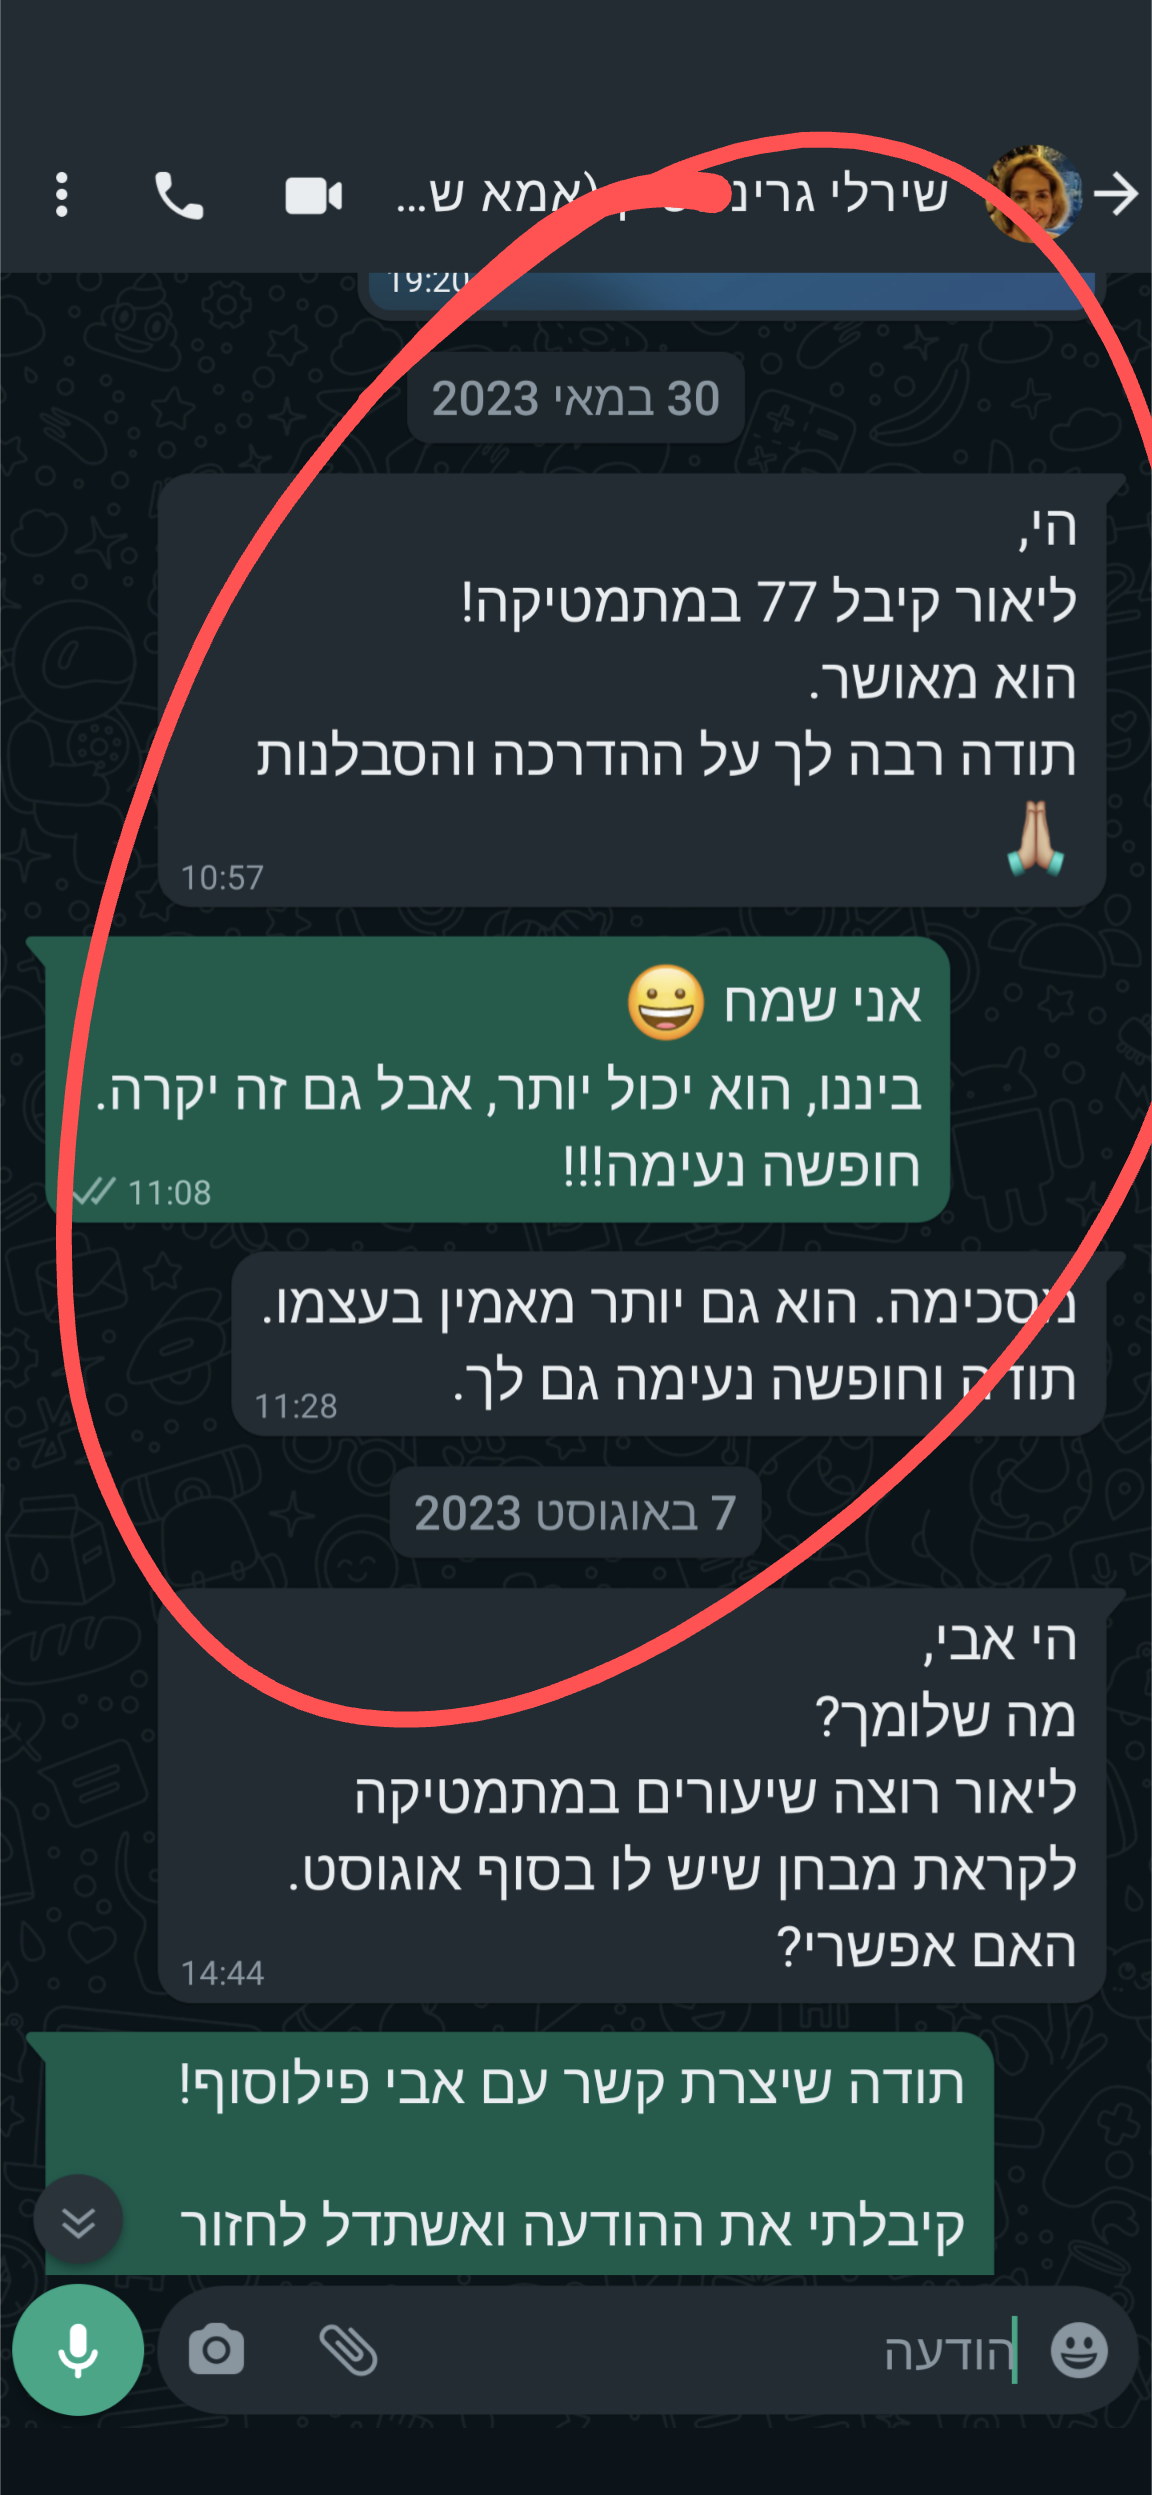 שירלי (אמא ש...
19:20
30 במאי 2023
הי,
ליאור קיבל 77 במתמטיקה!
הוא מאושר.
תודה רבה לך על ההדרכה והסבלנות
🙏🏼
10:57
אני שמח 😀
ביננו, הוא יכול יותר, אבל גם זה יקרה.
חופשה נעימה!!!
11:08
מסכימה. הוא גם יותר מאמין בעצמו.
תודה וחופשה נעימה גם לך.
11:28
7 באוגוסט 2023
הי אבי,
מה שלומך?
ליאור רוצה שיעורים במתמטיקה
לקראת מבחן שיש לו בסוף אוגוסט.
האם אפשרי?
14:44
תודה שיצרת קשר עם אבי פילוסוף!
קיבלתי את ההודעה ואשתדל לחזור
הודעה